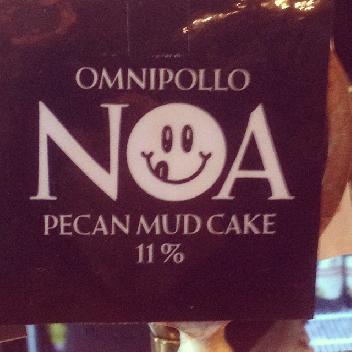 OMNIPOLLO
NOA
PECAN MUD CAKE
11%